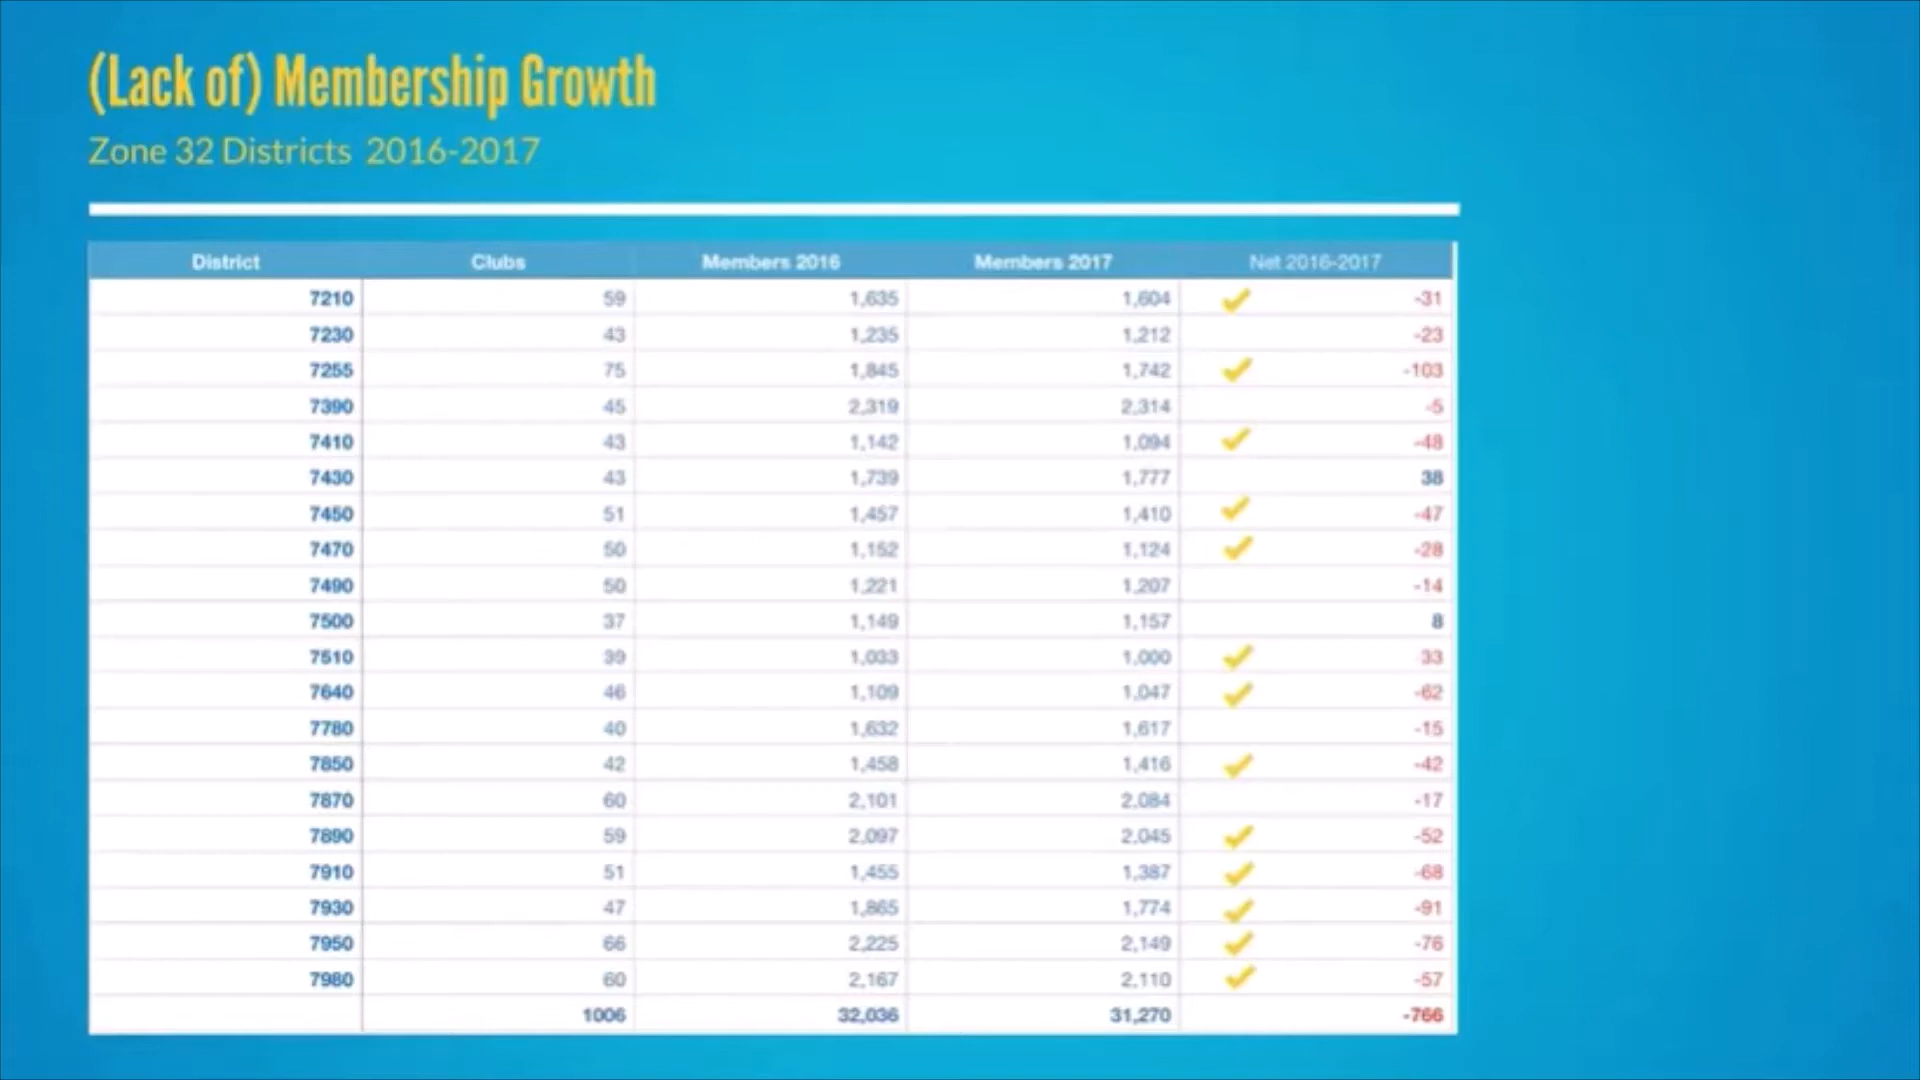 (Lack of) Membership Growth
Zone 32 Districts 2016-2017
District Clubs Members 2016 Members 2017 Net 2016-2017
7210 59 1,635 1,604 -31
7230 43 1,235 1,212 -23
7255 75 1,845 1,742 -103
7390 45 2,319 2,314 -5
7410 43 1,142 1,094 -48
7430 43 1,739 1,777 38
7450 51 1,457 1,410 -47
7470 50 1,152 1,124 -28
7490 50 1,221 1,207 -14
7500 37 1,149 1,157 8
7510 39 1,033 1,000 33
7640 46 1,109 1,047 -62
7780 40 1,632 1,617 -15
7850 42 1,458 1,416 -42
7870 60 2,101 2,084 -17
7890 59 2,097 2,045 -52
7910 51 1,455 1,387 -68
7930 47 1,865 1,774 -91
7950 66 2,225 2,149 -76
7980 60 2,167 2,110 -57
1006 32,036 31,270 -766